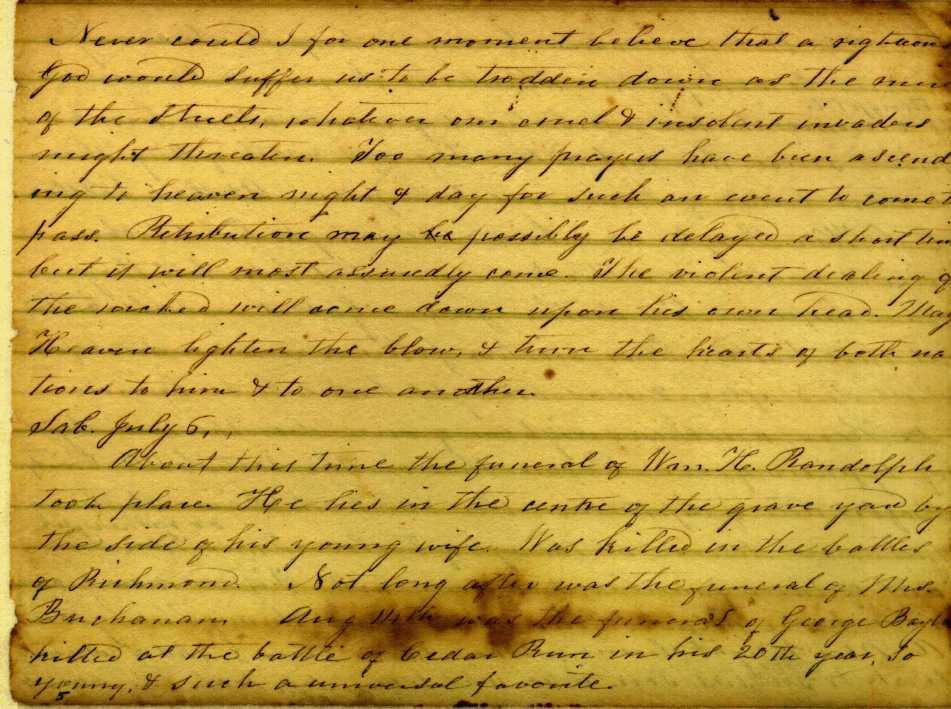 Never could I for one moment believe that a righteous
God would suffer us to be trodden down as the mire
of the streets, whatever our cruel & insolent invaders
might threaten. Too many prayers have been ascend
ing to heaven night & day for such an event to come to
pass. Retribution may possibly be delayed a short time
but it will most assuredly come. The violent dealing of
the wicked will come down upon his own head. May
Heaven lighten the blow, & turn the hearts of both na
tions to him & to one another.
Sab. July 6,
About this time the funeral of Wm. H. Randolph
took place. He lies in the centre of the grave yard by
the side of his young wife. Was killed in the battles
of Richmond. Not long after was the funeral of Mrs.
Buchanan. Aug was the funeral of George
killed at the battle of Cedar Run in his 20th year, so
young, & such a universal favorite.
5